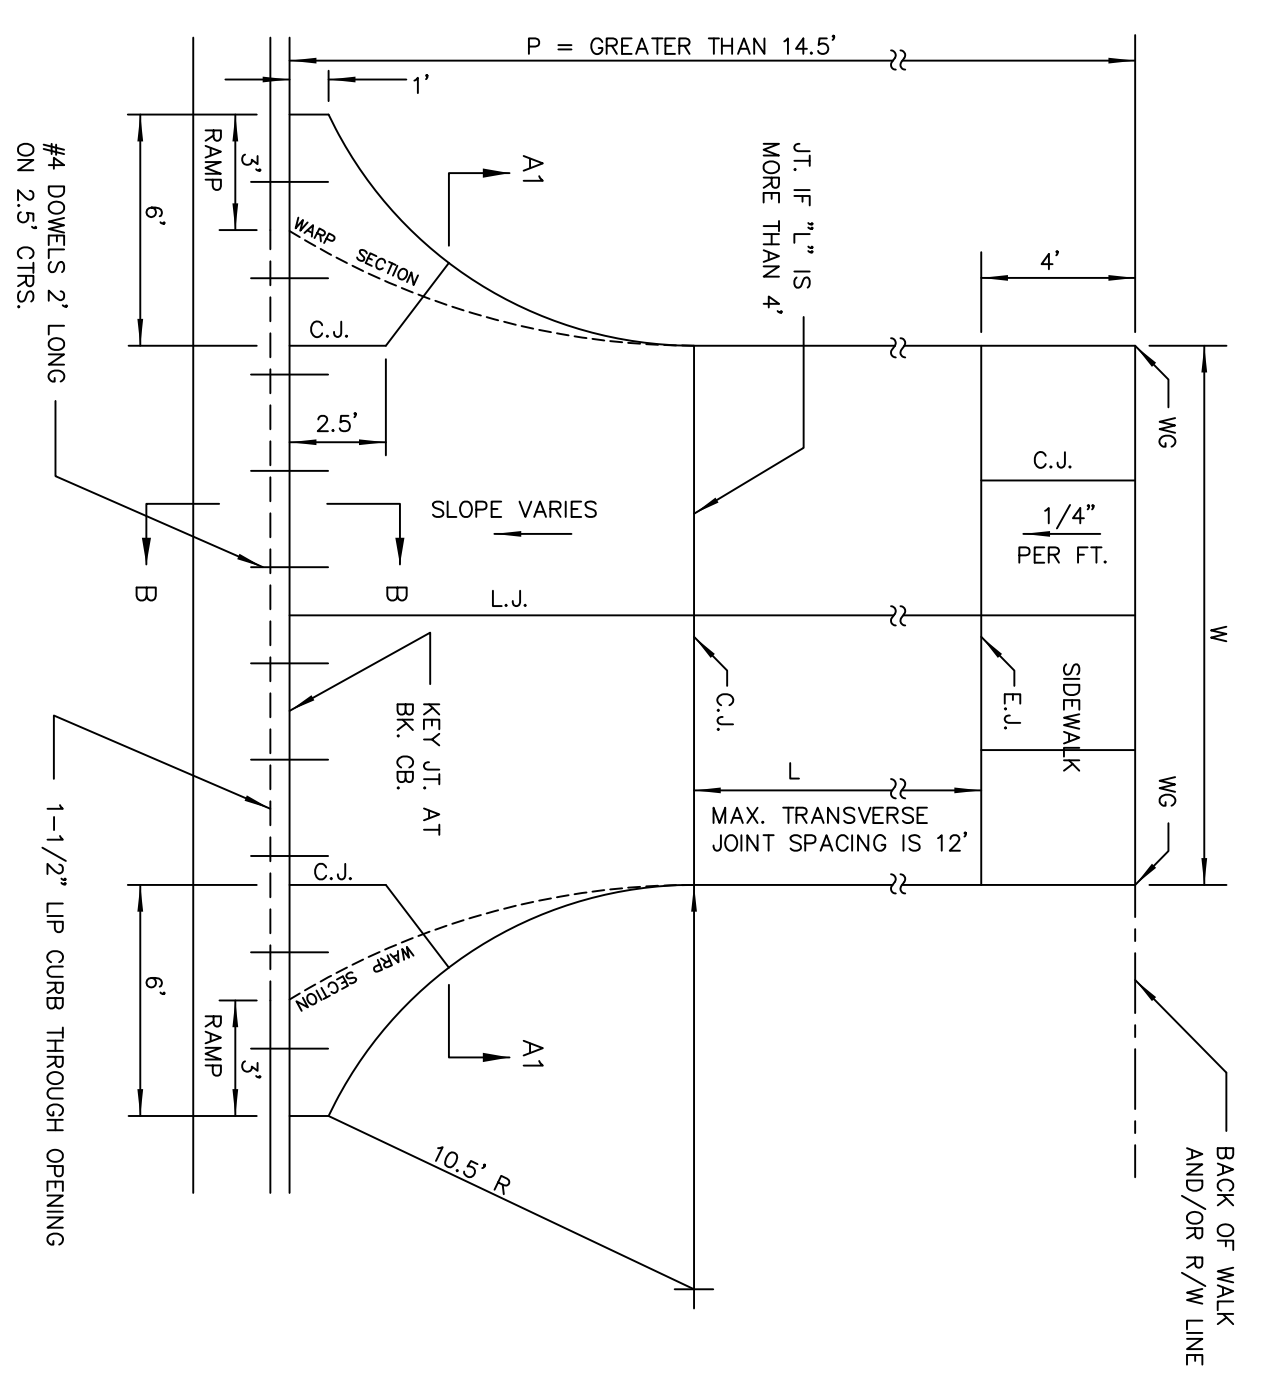 P = GREATER THAN 14.5'
1'
3'
RAMP
6'
#4 DOWELS 2' LONG
ON 2.5' CTRS.
A1
JT. IF "L" IS
MORE THAN 4'
4'
WARP SECTION
C.J.
2.5'
WG
C.J.
1/4"
PER FT.
SLOPE VARIES
B
B
L.J.
W
SIDEWALK
E.J.
C.J.
KEY JT. AT
BK. CB.
L
MAX. TRANSVERSE
JOINT SPACING IS 12'
WG
1-1/2" LIP CURB THROUGH OPENING
C.J.
WARP SECTION
6'
3'
RAMP
A1
10.5' R
BACK OF WALK
AND/OR R/W LINE